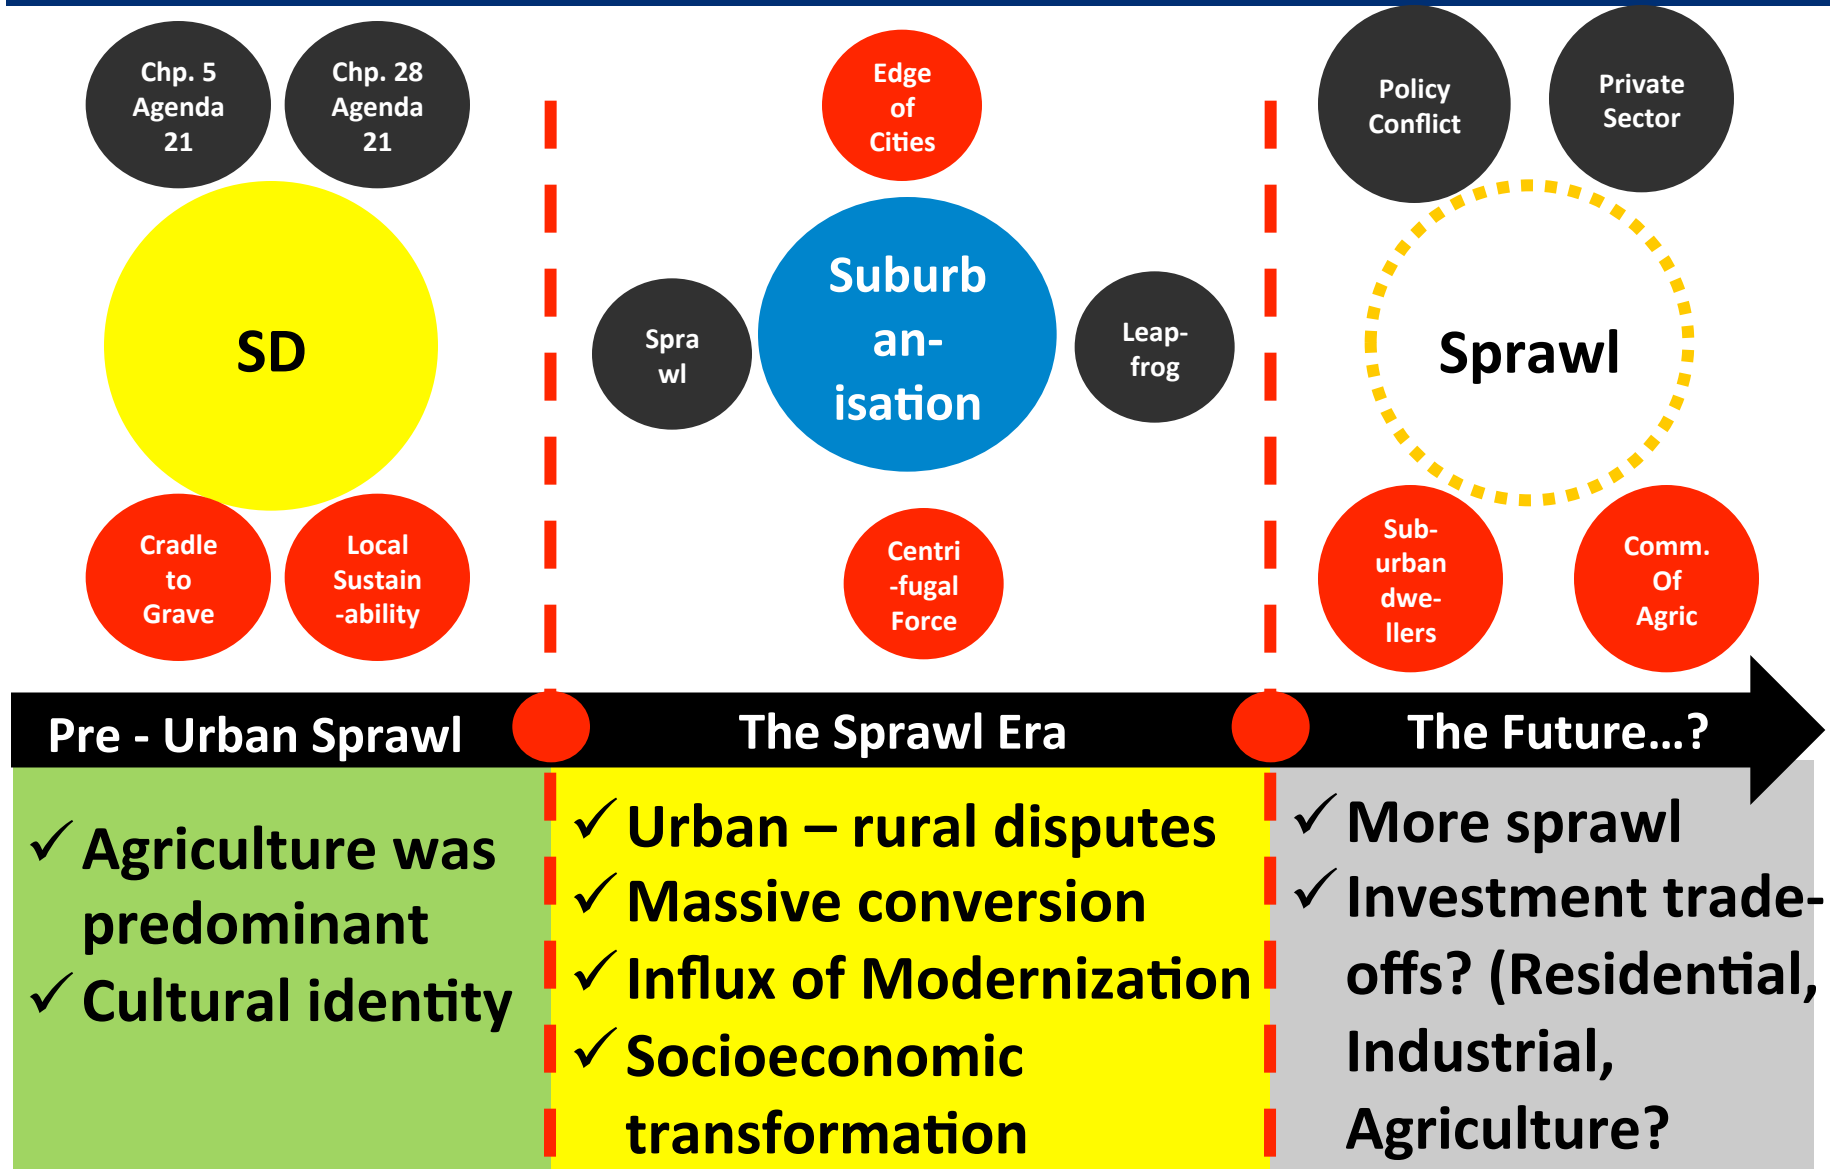 Chp. 5
Agenda
21
Chp. 28
Agenda
21
SD
Cradle
to
Grave
Local
Sustain
-ability
Edge
of
Cities
Spra
wl
Suburb
an-
isation
Leap-
frog
Centri
-fugal
Force
Policy
Conflict
Private
Sector
Sprawl
Sub-
urban
dwe-
llers
Comm.
Of
Agric
Pre - Urban Sprawl
The Sprawl Era
The Future...?
✓ Agriculture was
predominant
✓ Cultural identity
✓ Urban – rural disputes
✓ Massive conversion
✓ Influx of Modernization
✓ Socioeconomic
transformation
✓ More sprawl
✓ Investment trade-
offs? (Residential,
Industrial,
Agriculture?